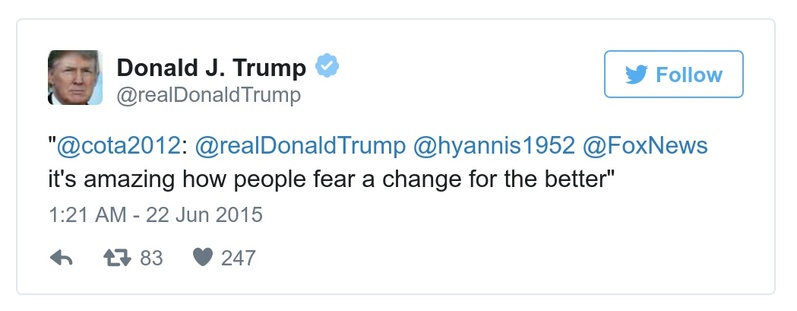 Donald J. Trump
@realDonaldTrump
Follow
"@cota2012: @realDonaldTrump @hyannis1952 @FoxNews
it's amazing how people fear a change for the better"
1:21 AM - 22 Jun 2015
83 247